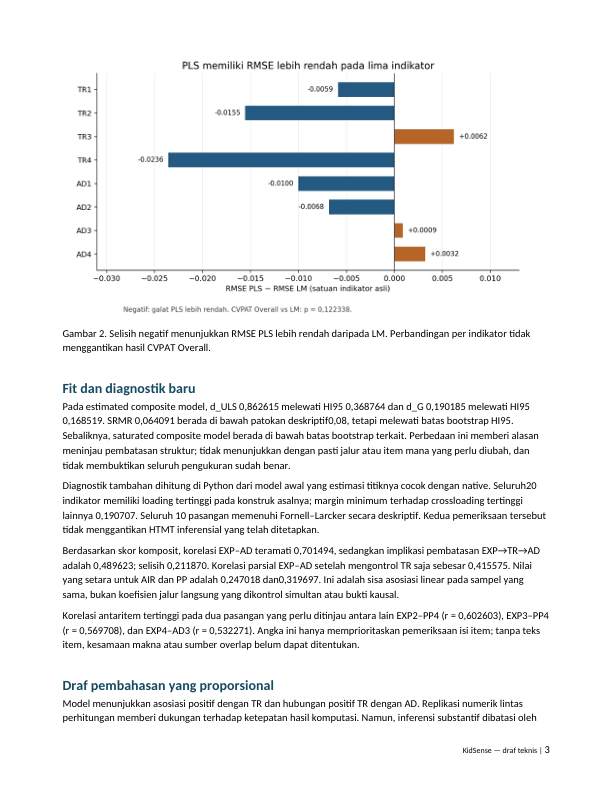 PLS memiliki RMSE lebih rendah pada lima indikator
TR1
-0.0059
TR2
-0.0155
TR3
+0.0062
TR4
-0.0236
AD1
-0.0100
AD2
-0.0068
AD3
+0.0009
AD4
+0.0032
−0.030 −0.025 −0.020 −0.015 −0.010 −0.005 0.000 0.005 0.010
RMSE PLS − RMSE LM (satuan indikator asli)
Negatif: galat PLS lebih rendah. CVPAT Overall vs LM: p = 0,122338.
Gambar 2. Selisih negatif menunjukkan RMSE PLS lebih rendah daripada LM. Perbandingan per indikator tidak
menggantikan hasil CVPAT Overall.
Fit dan diagnostik baru
Pada estimated composite model, d_ULS 0,862615 melewati HI95 0,368764 dan d_G 0,190185 melewati HI95
0,168519. SRMR 0,064091 berada di bawah patokan deskriptif0,08, tetapi melewati batas bootstrap HI95.
Sebaliknya, saturated composite model berada di bawah batas bootstrap terkait. Perbedaan ini memberi alasan
meninjau pembatasan struktur; tidak menunjukkan dengan pasti jalur atau item mana yang perlu diubah, dan
tidak membuktikan seluruh pengukuran sudah benar.
Diagnostik tambahan dihitung di Python dari model awal yang estimasi titiknya cocok dengan native. Seluruh20
indikator memiliki loading tertinggi pada konstruk asalnya; margin minimum terhadap crossloading tertinggi
lainnya 0,190707. Seluruh 10 pasangan memenuhi Fornell–Larcker secara deskriptif. Kedua pemeriksaan tersebut
tidak menggantikan HTMT inferensial yang telah ditetapkan.
Berdasarkan skor komposit, korelasi EXP–AD teramati 0,701494, sedangkan implikasi pembatasan EXP→TR→AD
adalah 0,489623; selisih 0,211870. Korelasi parsial EXP–AD setelah mengontrol TR saja sebesar 0,415575. Nilai
yang setara untuk AIR dan PP adalah 0,247018 dan0,319697. Ini adalah sisa asosiasi linear pada sampel yang
sama, bukan koefisien jalur langsung yang dikontrol simultan atau bukti kausal.
Korelasi antaritem tertinggi pada dua pasangan yang perlu ditinjau antara lain EXP2–PP4 (r = 0,602603), EXP3–PP4
(r = 0,569708), dan EXP4–AD3 (r = 0,532271). Angka ini hanya memprioritaskan pemeriksaan isi item; tanpa teks
item, kesamaan makna atau sumber overlap belum dapat ditentukan.
Draf pembahasan yang proporsional
Model menunjukkan asosiasi positif dengan TR dan hubungan positif TR dengan AD. Replikasi numerik lintas
perhitungan memberi dukungan terhadap ketepatan hasil komputasi. Namun, inferensi substantif dibatasi oleh
KidSense — draf teknis | 3